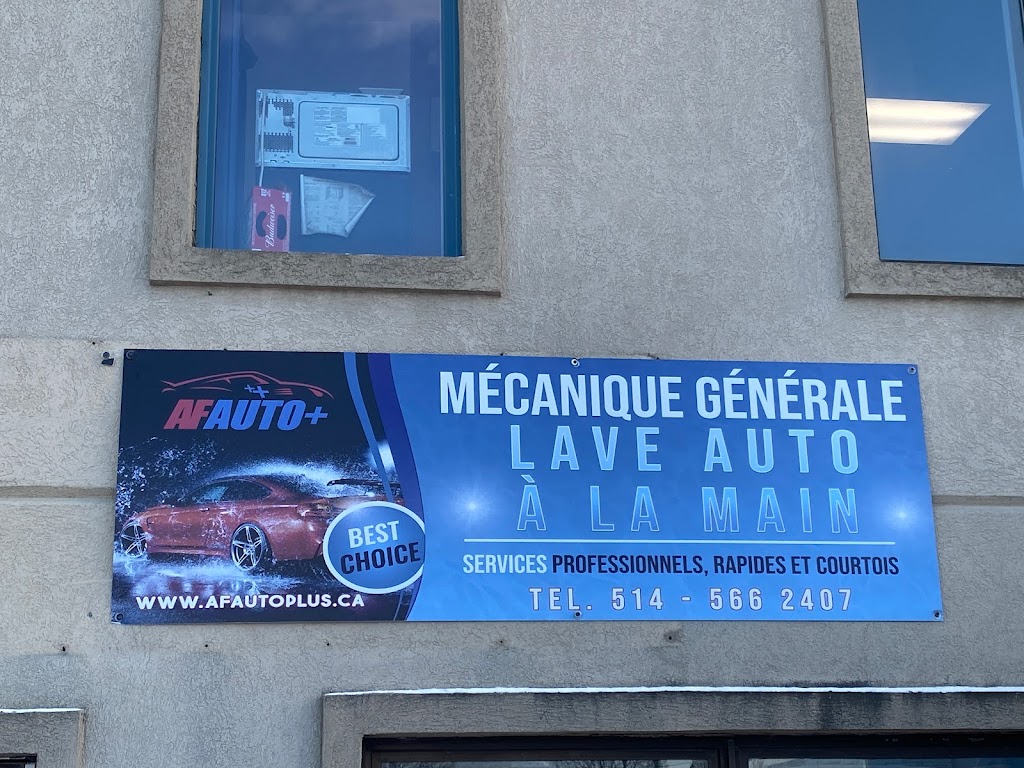 Budweiser
AFAUTO+
BEST
CHOICE
WWW.AFAUTOPLUS.CA
MÉCANIQUE GÉNÉRALE
LAVE AUTO
À LA MAIN
SERVICES PROFESSIONNELS, RAPIDES ET COURTOIS
TEL. 514 - 566 2407